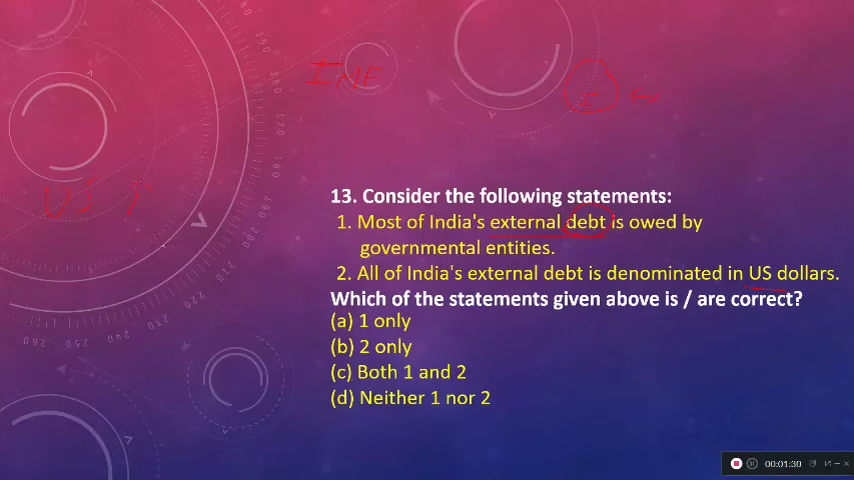 IMF
US
13. Consider the following statements:
1. Most of India's external debt is owed by
governmental entities.
2. All of India's external debt is denominated in US dollars.
Which of the statements given above is / are correct?
(a) 1 only
(b) 2 only
(c) Both 1 and 2
(d) Neither 1 nor 2
00:01:30